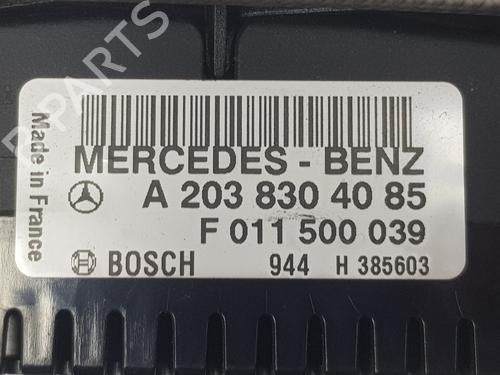 MERCEDES - BENZ
A 203 830 40 85
F 011 500 039
BOSCH 944 H 385603
Made in France
B-PARTS